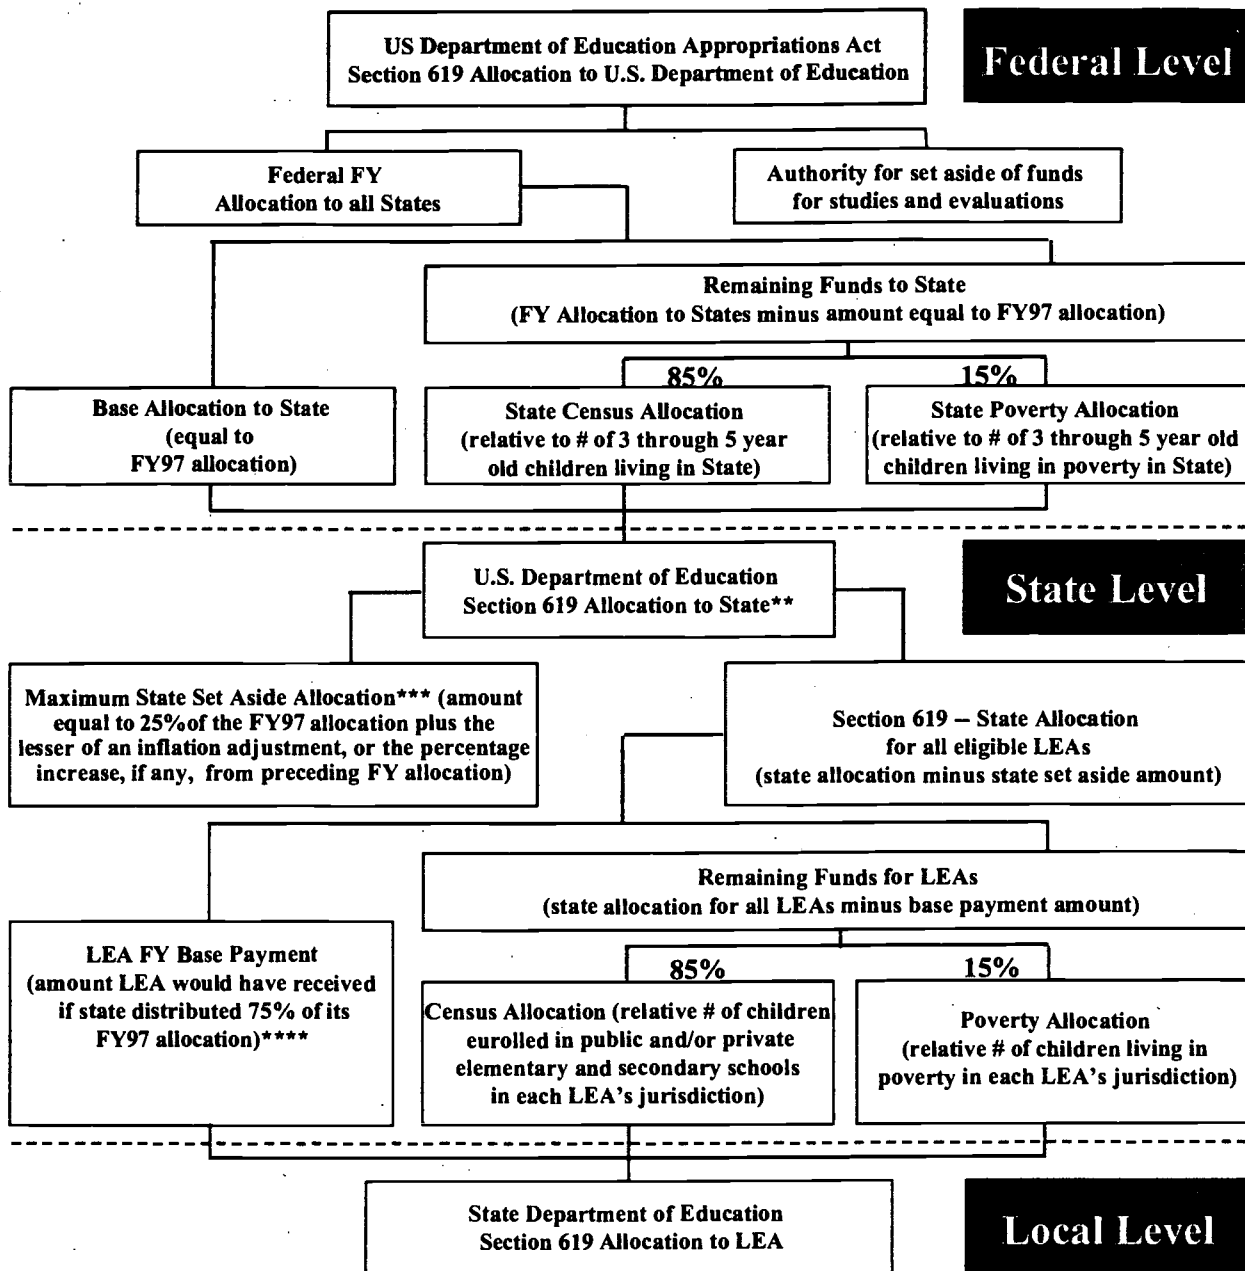 US Department of Education Appropriations Act
Section 619 Allocation to U.S. Department of Education
Federal Level
Federal FY
Allocation to all States
Authority for set aside of funds
for studies and evaluations
Remaining Funds to State
(FY Allocation to States minus amount equal to FY97 allocation)
85%
15%
Base Allocation to State
(equal to
FY97 allocation)
State Census Allocation
(relative to # of 3 through 5 year
old children living in State)
State Poverty Allocation
(relative to # of 3 through 5 year old
children living in poverty in State)
U.S. Department of Education
Section 619 Allocation to State**
State Level
Maximum State Set Aside Allocation*** (amount
equal to 25% of the FY97 allocation plus the
lesser of an inflation adjustment, or the percentage
increase, if any, from preceding FY allocation)
Section 619 – State Allocation
for all eligible LEAs
(state allocation minus state set aside amount)
Remaining Funds for LEAs
(state allocation for all LEAs minus base payment amount)
LEA FY Base Payment
(amount LEA would have received
if state distributed 75% of its
FY97 allocation)****
85%
15%
Census Allocation (relative # of children
enrolled in public and/or private
elementary and secondary schools
in each LEA's jurisdiction)
Poverty Allocation
(relative # of children living in
poverty in each LEA's jurisdiction)
State Department of Education
Section 619 Allocation to LEA
Local Level